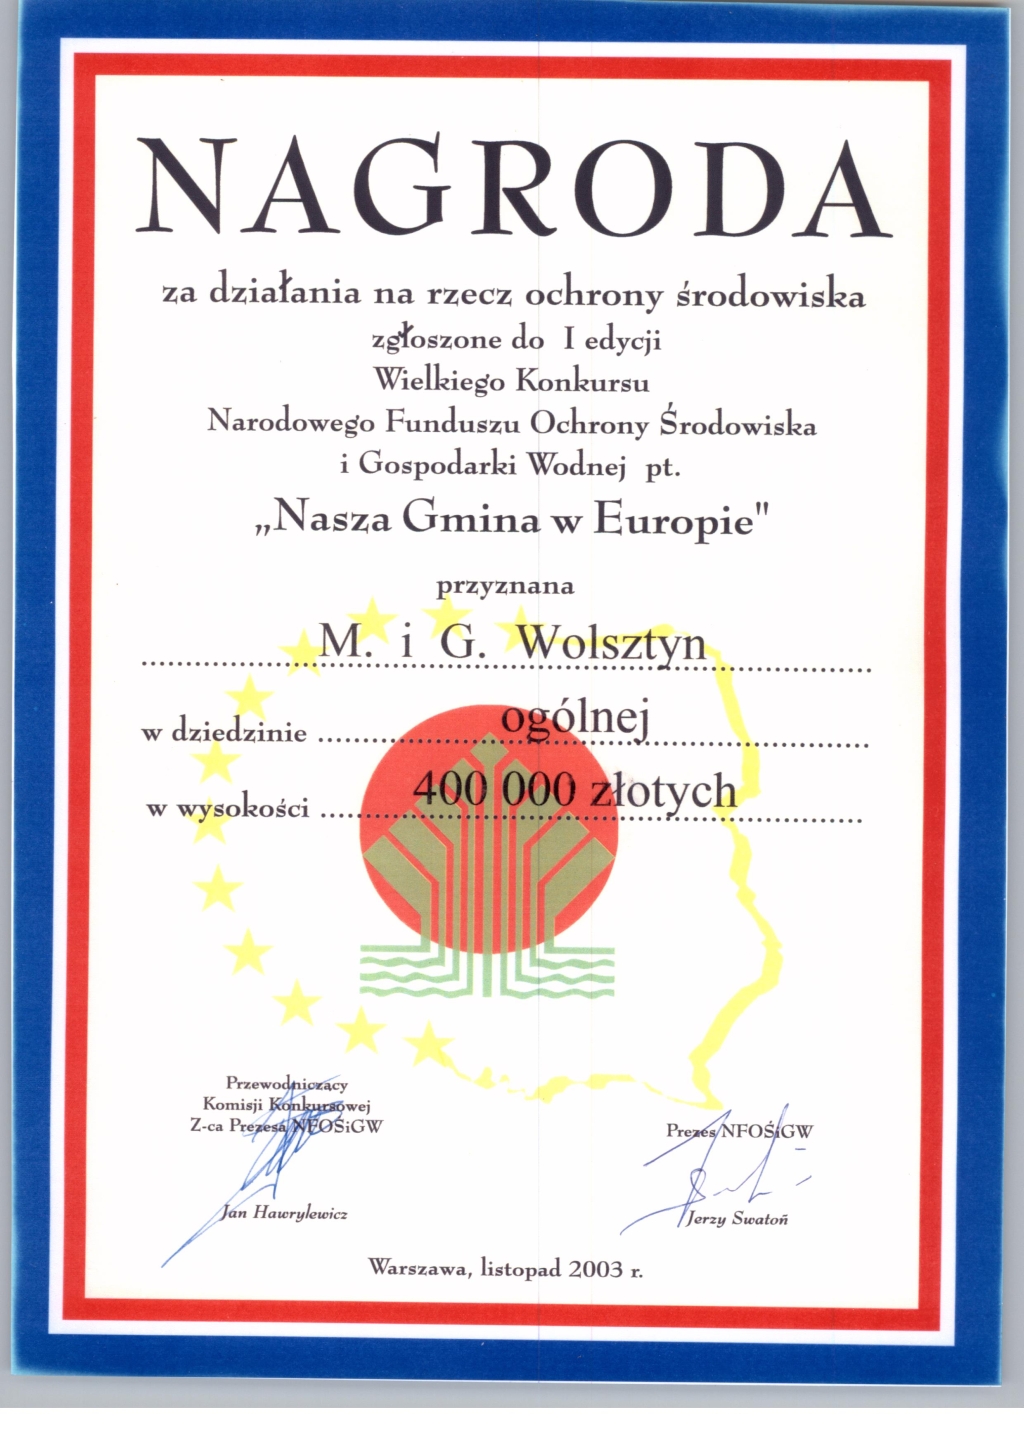 NAGRODA
za działania na rzecz ochrony środowiska
zgłoszone do I edycji
Wielkiego Konkursu
Narodowego Funduszu Ochrony Środowiska
i Gospodarki Wodnej pt.
„Nasza Gmina w Europie"
przyznana
M. i G. Wolsztyn
w dziedzinie ogólnej
w wysokości 400 000 złotych
Przewodniczący
Komisji Konkursowej
Z-ca Prezesa NFOŚiGW
Jan Hawrylewicz
Prezes NFOŚiGW
Jerzy Swatoń
Warszawa, listopad 2003 r.